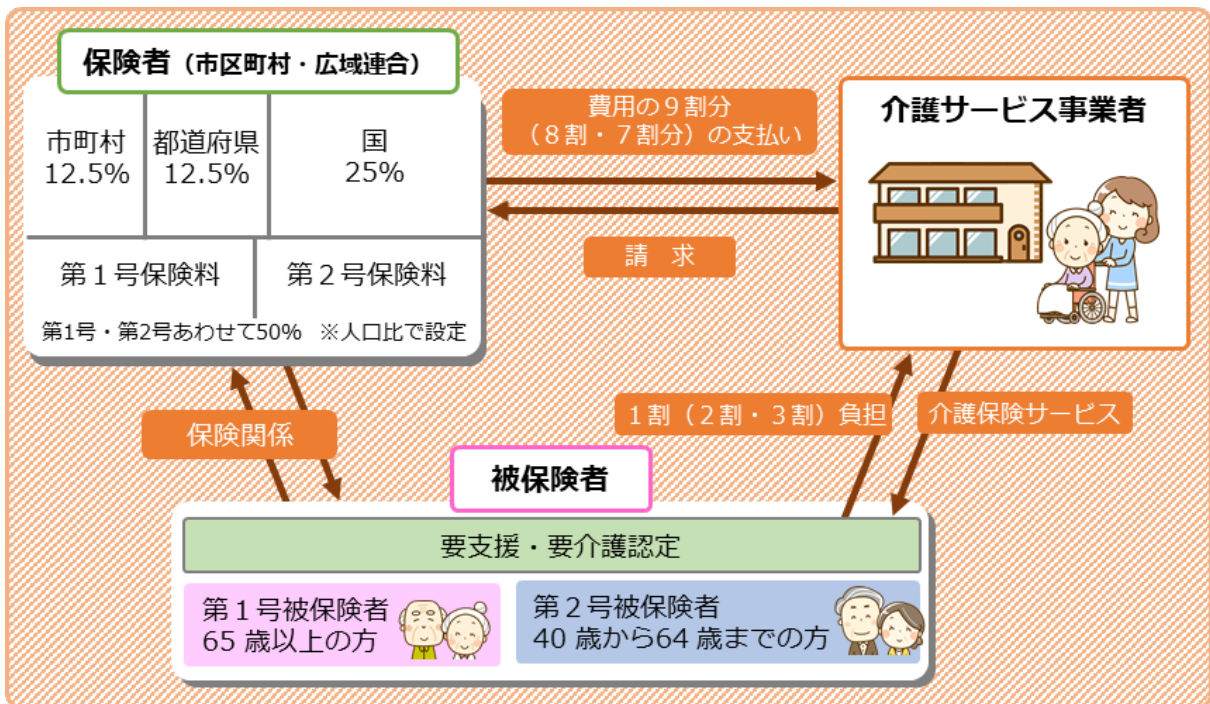 保険者（市区町村・広域連合）
市町村
12.5%
都道府県
12.5%
国
25%
第１号保険料
第２号保険料
第1号・第2号あわせて50%　※人口比で設定
費用の９割分
（８割・７割分）の支払い
請　求
介護サービス事業者
保険関係
１割（２割・３割）負担
介護保険サービス
被保険者
要支援・要介護認定
第１号被保険者
65 歳以上の方
第２号被保険者
40 歳から64 歳までの方